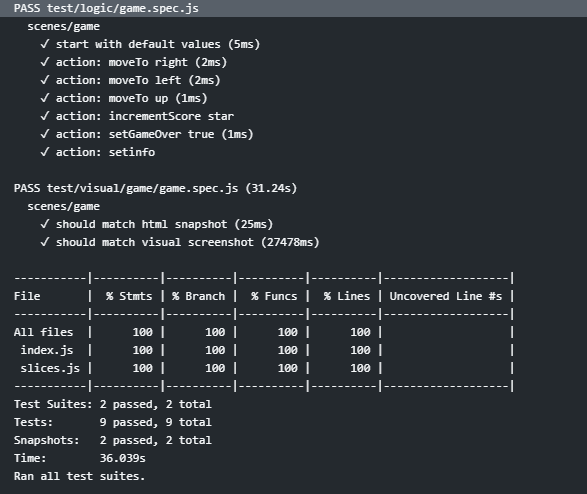 PASS test/logic/game.spec.js
  scenes/game
    ✓ start with default values (5ms)
    ✓ action: moveTo right (2ms)
    ✓ action: moveTo left (2ms)
    ✓ action: moveTo up (1ms)
    ✓ action: incrementScore star
    ✓ action: setGameOver true (1ms)
    ✓ action: setinfo
PASS test/visual/game/game.spec.js (31.24s)
  scenes/game
    ✓ should match html snapshot (25ms)
    ✓ should match visual screenshot (27478ms)
-----------|----------|----------|----------|----------|-------------------|
File       |  % Stmts | % Branch |  % Funcs |  % Lines | Uncovered Line #s |
-----------|----------|----------|----------|----------|-------------------|
All files  |      100 |      100 |      100 |      100 |                   |
 index.js  |      100 |      100 |      100 |      100 |                   |
 slices.js |      100 |      100 |      100 |      100 |                   |
-----------|----------|----------|----------|----------|-------------------|
Test Suites: 2 passed, 2 total
Tests:       9 passed, 9 total
Snapshots:   2 passed, 2 total
Time:        36.039s
Ran all test suites.